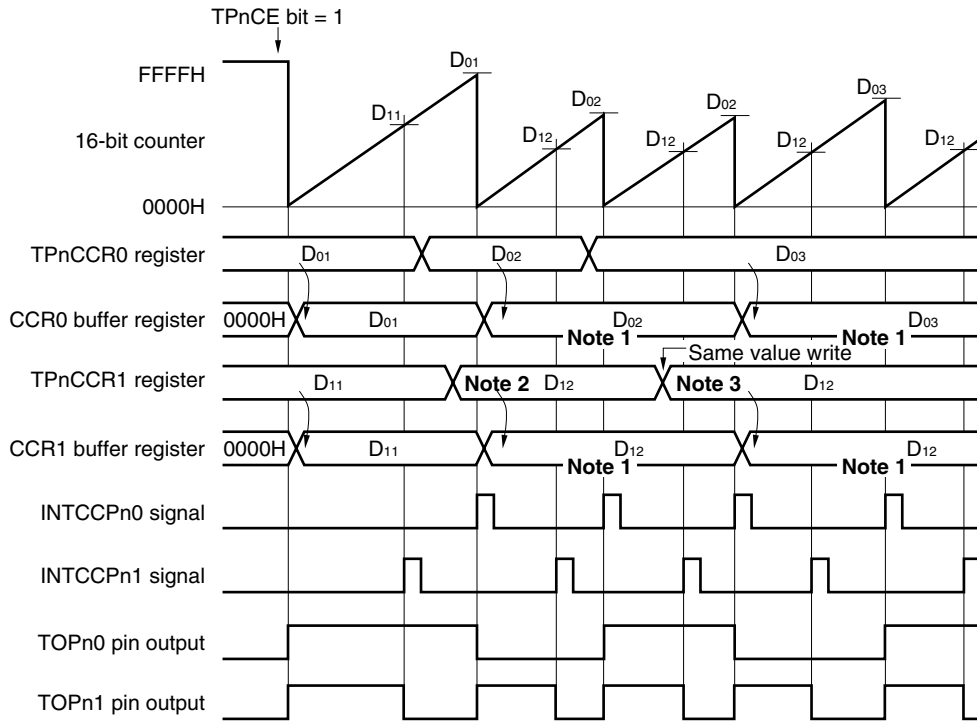 TPnCE bit = 1
FFFFH
D01
D11
D02
D02
D03
16-bit counter
D12
D12
D12
D12
0000H
TPnCCR0 register
D01
D02
D03
CCR0 buffer register
0000H
D01
D02
D03
Note 1
Note 1
Same value write
TPnCCR1 register
D11
Note 2
D12
Note 3
D12
CCR1 buffer register
0000H
D11
D12
D12
Note 1
Note 1
INTCCPn0 signal
INTCCPn1 signal
TOPn0 pin output
TOPn1 pin output